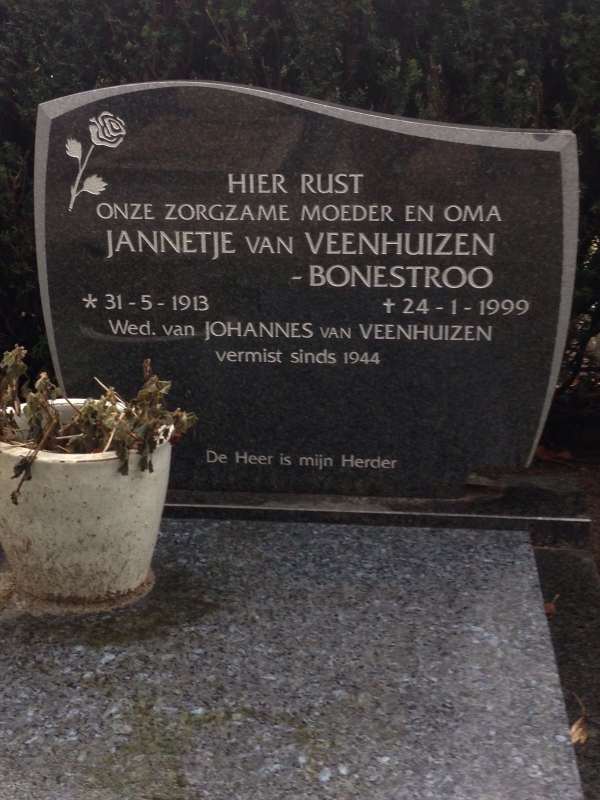 HIER RUST
ONZE ZORGZAME MOEDER EN OMA
JANNETJE VAN VEENHUIZEN
- BONESTROO
* 31-5-1913 † 24-1-1999
Wed. van JOHANNES VAN VEENHUIZEN
vermist sinds 1944
De Heer is mijn Herder